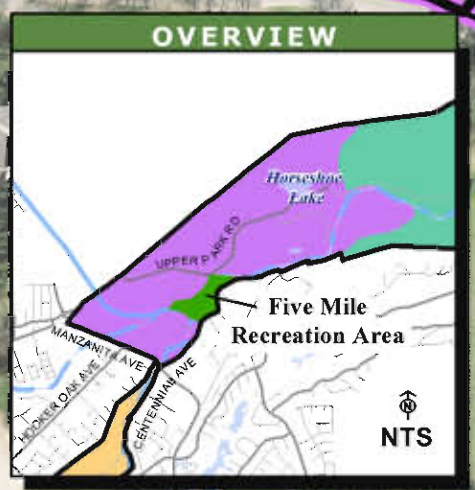 OVERVIEW
Horseshoe
Lake
UPPER PARK RD
Five Mile
Recreation Area
MANZANITA AVE
HOOKER OAK AVE
CENTENNIAL AVE
N
NTS